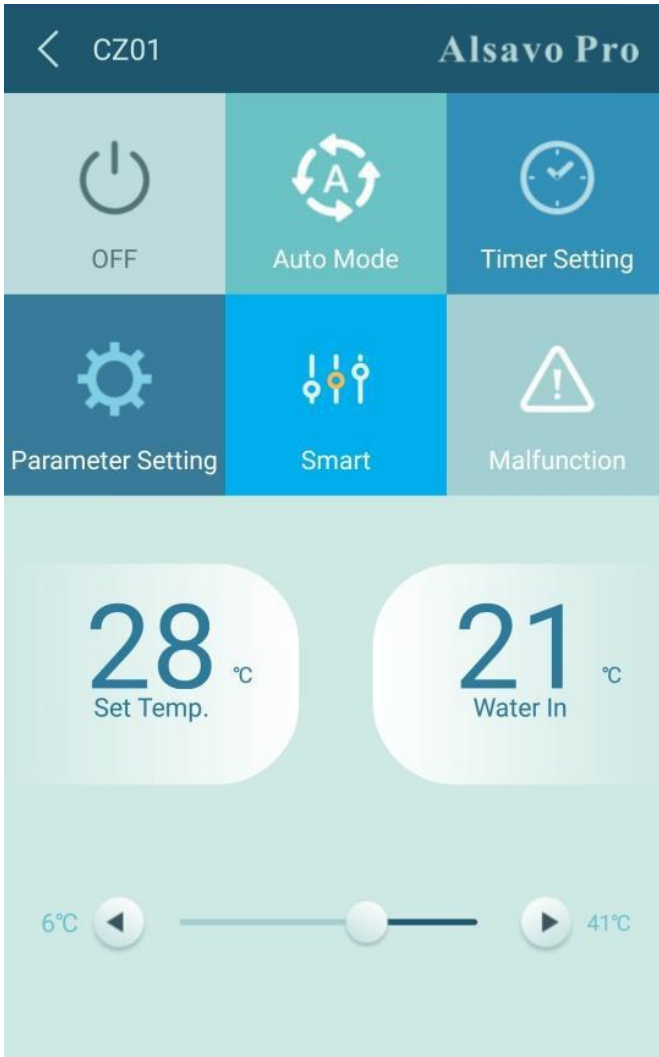 CZ01 Alsavo Pro
A
OFF Auto Mode Timer Setting
Parameter Setting Smart Malfunction
28 ℃ 21 ℃
Set Temp. Water In
6℃ 41℃